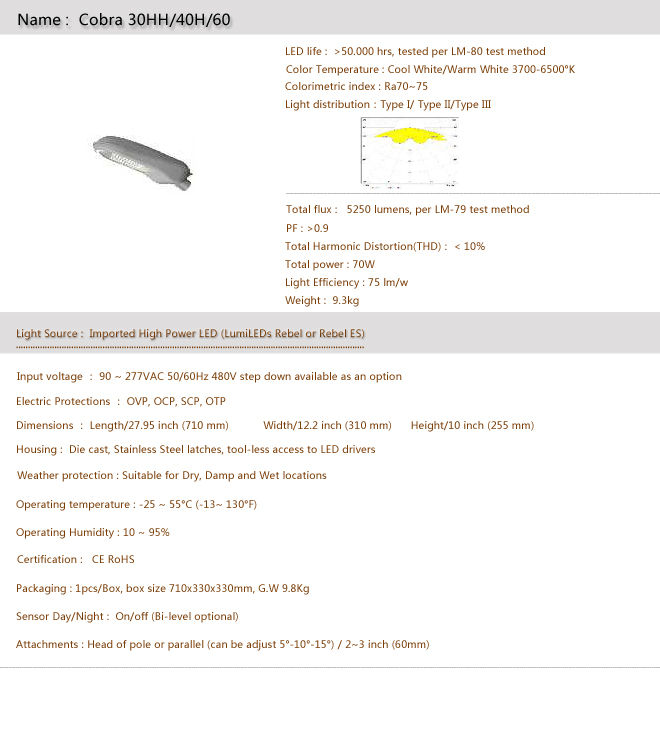 Name :  Cobra 30HH/40H/60
LED life :  >50.000 hrs, tested per LM-80 test method
Color Temperature : Cool White/Warm White 3700-6500°K
Colorimetric index : Ra70~75
Light distribution : Type I/ Type II/Type III
Total flux :  5250 lumens, per LM-79 test method
PF : >0.9
Total Harmonic Distortion(THD) :  < 10%
Total power : 70W
Light Efficiency : 75 lm/w
Weight :  9.3kg
Light Source :  Imported High Power LED (LumiLEDs Rebel or Rebel ES)
Input voltage  :  90 ~ 277VAC 50/60Hz 480V step down available as an option
Electric Protections  :  OVP, OCP, SCP, OTP
Dimensions  :  Length/27.95 inch (710 mm)  Width/12.2 inch (310 mm)  Height/10 inch (255 mm)
Housing :  Die cast, Stainless Steel latches, tool-less access to LED drivers
Weather protection : Suitable for Dry, Damp and Wet locations
Operating temperature : -25 ~ 55°C (-13~ 130°F)
Operating Humidity : 10 ~ 95%
Certification :  CE RoHS
Packaging : 1pcs/Box, box size 710x330x330mm, G.W 9.8Kg
Sensor Day/Night :  On/off (Bi-level optional)
Attachments : Head of pole or parallel (can be adjust 5°-10°-15°) / 2~3 inch (60mm)